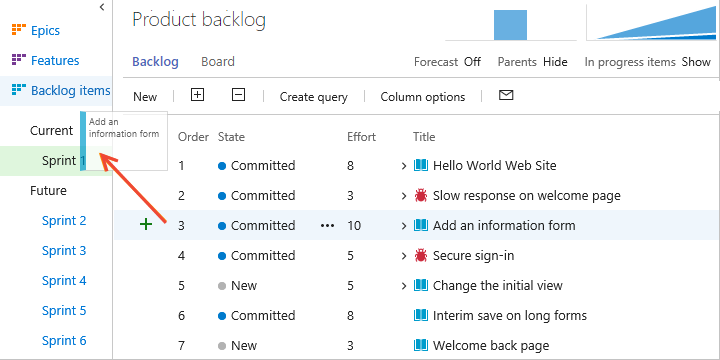 Product backlog
Epics
Features
Backlog items
Current
Sprint 1
Future
Sprint 2
Sprint 3
Sprint 4
Sprint 5
Sprint 6
Add an
information form
Backlog Board
Forecast Off Parents Hide In progress items Show
New Create query Column options
Order State Effort Title
1 Committed 8 Hello World Web Site
2 Committed 3 Slow response on welcome page
3 Committed ••• 10 Add an information form
4 Committed 5 Secure sign-in
5 New 5 Change the initial view
6 Committed 8 Interim save on long forms
7 New 3 Welcome back page